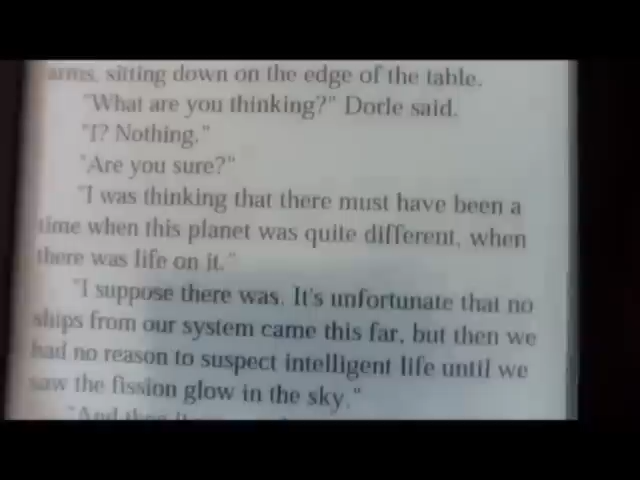 arms, sitting down on the edge of the table.
"What are you thinking?" Dorle said.
"I? Nothing."
"Are you sure?"
"I was thinking that there must have been a
time when this planet was quite different, when
there was life on it."
"I suppose there was. It's unfortunate that no
ships from our system came this far, but then we
had no reason to suspect intelligent life until we
saw the fission glow in the sky."
"And then